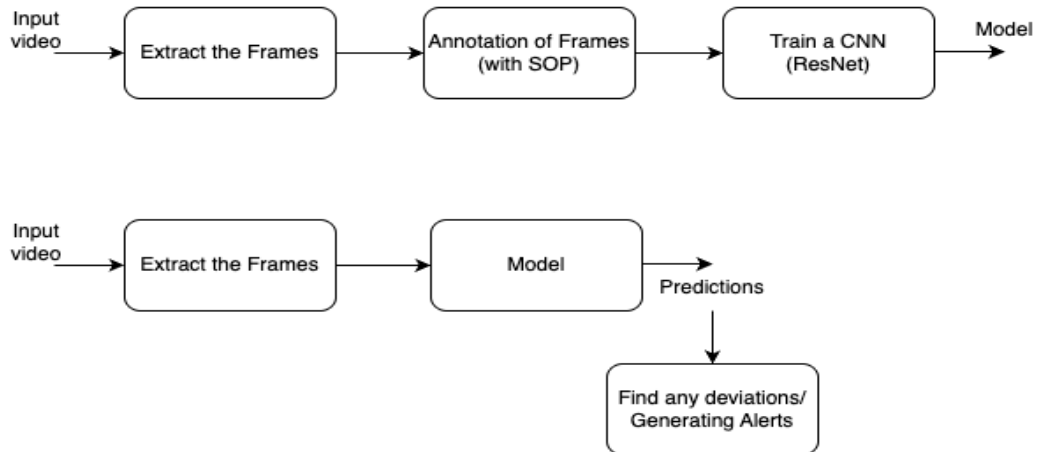 Input
video
Extract the Frames
Annotation of Frames
(with SOP)
Train a CNN
(ResNet)
Model
Input
video
Extract the Frames
Model
Predictions
Find any deviations/
Generating Alerts